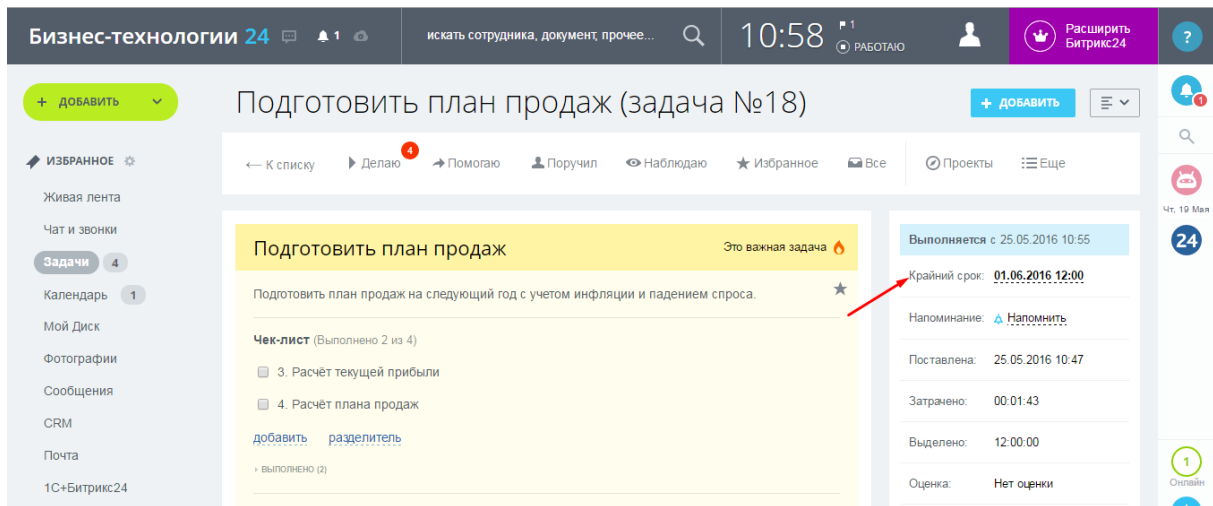 Бизнес-технологии 24 1 искать сотрудника, документ, прочее... 10:58 1 РАБОТАЮ Расширить Битрикс24 ?
+ ДОБАВИТЬ
ИЗБРАННОЕ
Живая лента
Чат и звонки
Задачи 4
Календарь 1
Мой Диск
Фотографии
Сообщения
CRM
Почта
1С+Битрикс24
Подготовить план продаж (задача №18)
+ ДОБАВИТЬ
← К списку Делаю 4 Помогаю Поручил Наблюдаю Избранное Все Проекты Еще
Подготовить план продаж Это важная задача
Подготовить план продаж на следующий год с учетом инфляции и падением спроса.
Чек-лист (Выполнено 2 из 4)
3. Расчёт текущей прибыли
4. Расчёт плана продаж
добавить разделитель
ВЫПОЛНЕНО (2)
Выполняется с 25.05.2016 10:55
Крайний срок: 01.06.2016 12:00
Напоминание: Напомнить
Поставлена: 25.05.2016 10:47
Затрачено: 00:01:43
Выделено: 12:00:00
Оценка: Нет оценки
1
Чт, 19 Мая
24
1
Онлайн